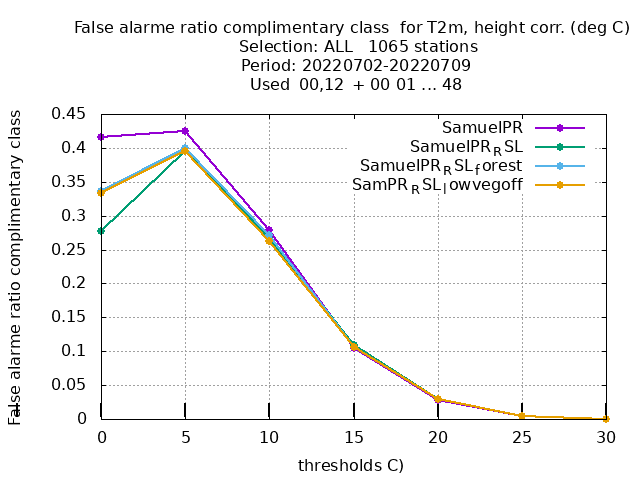 False alarme ratio complimentary class  for T2m, height corr. (deg C)
Selection: ALL   1065 stations
Period: 20220702-20220709
Used  00,12  + 00 01 ... 48
False alarme ratio complimentary class
0.45
0.4
0.35
0.3
0.25
0.2
0.15
0.1
0.05
0
SamuelPR
SamuelPR_RSL
SamuelPR_RSL_forest
SamPR_RSL_lowvegoff
0 5 10 15 20 25 30
thresholds C)